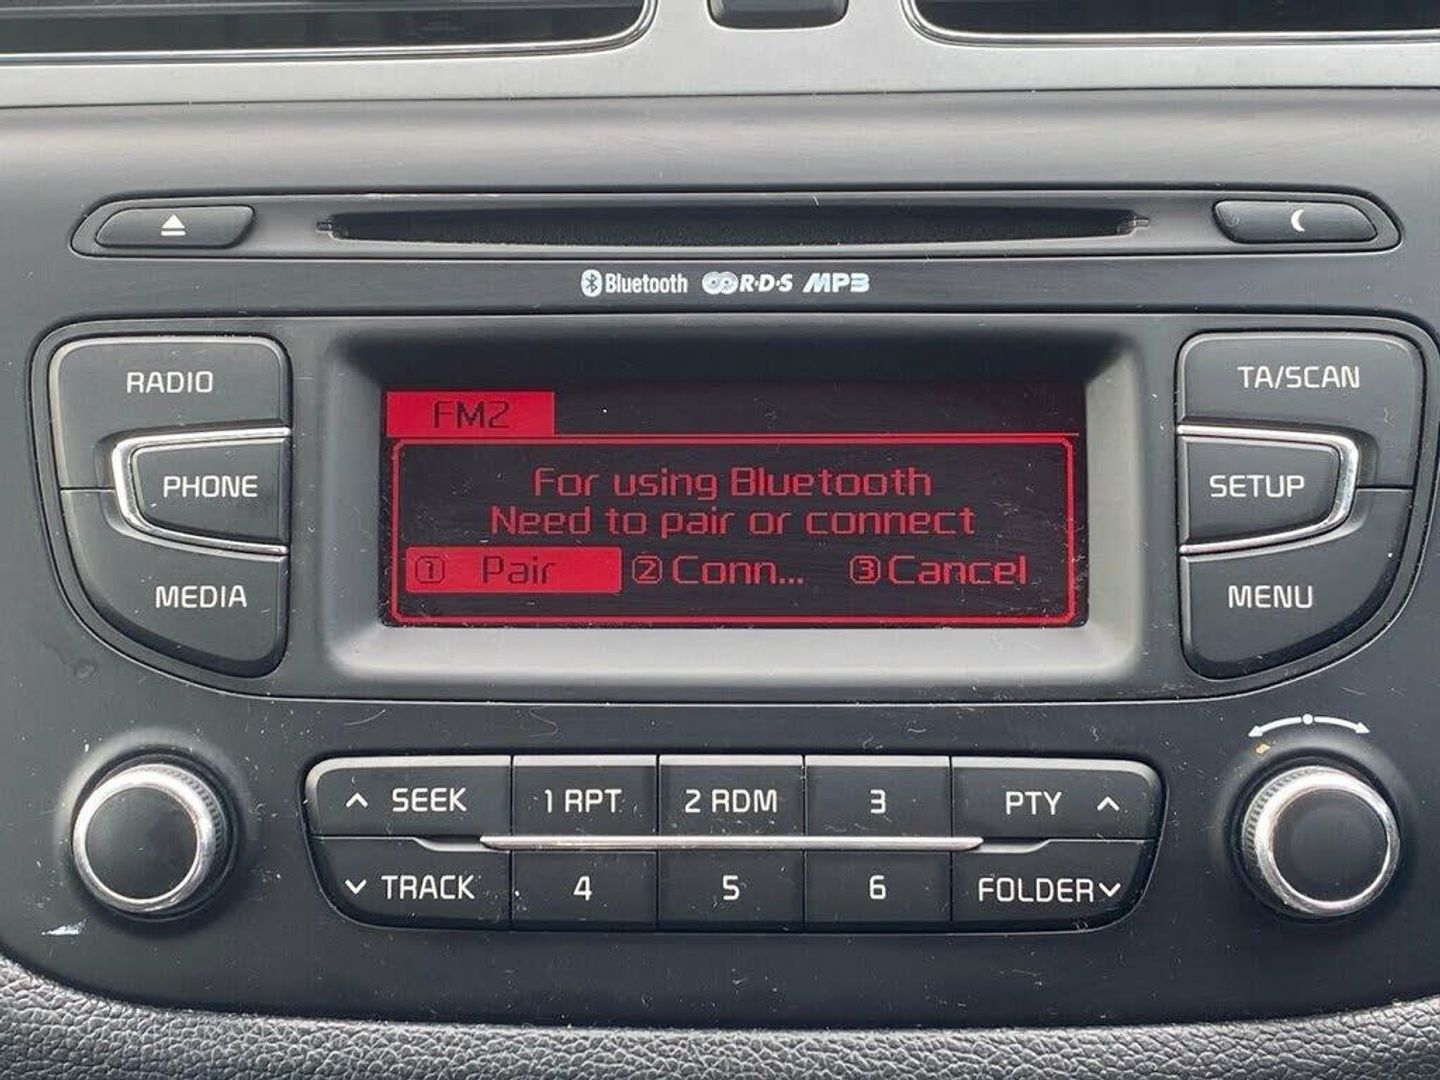 Bluetooth R·D·S MP3
RADIO
PHONE
MEDIA
FM2
For using Bluetooth
Need to pair or connect
① Pair ② Conn... ③ Cancel
TA/SCAN
SETUP
MENU
SEEK 1 RPT 2 RDM 3 PTY
TRACK 4 5 6 FOLDER